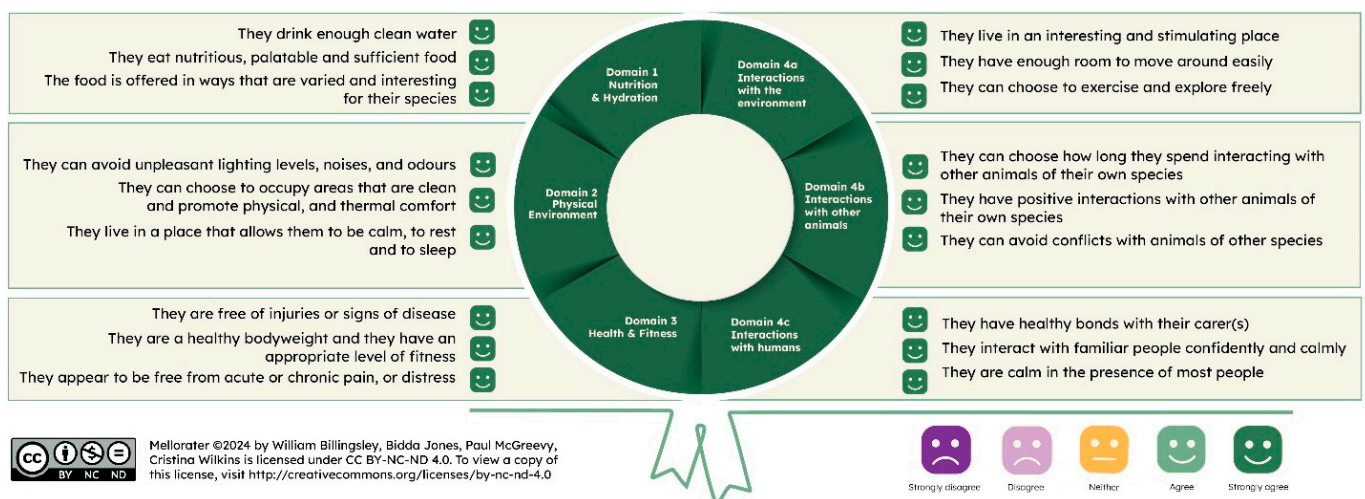 They drink enough clean water
They eat nutritious, palatable and sufficient food
The food is offered in ways that are varied and interesting
for their species
Domain 1
Nutrition
& Hydration
Domain 4a
Interactions
with the
environment
They live in an interesting and stimulating place
They have enough room to move around easily
They can choose to exercise and explore freely
They can avoid unpleasant lighting levels, noises, and odours
They can choose to occupy areas that are clean
and promote physical, and thermal comfort
They live in a place that allows them to be calm, to rest
and to sleep
Domain 2
Physical
Environment
Domain 4b
Interactions
with other
animals
They can choose how long they spend interacting with
other animals of their own species
They have positive interactions with other animals of
their own species
They can avoid conflicts with animals of other species
They are free of injuries or signs of disease
They are a healthy bodyweight and they have an
appropriate level of fitness
They appear to be free from acute or chronic pain, or distress
Domain 3
Health & Fitness
Domain 4c
Interactions
with humans
They have healthy bonds with their carer(s)
They interact with familiar people confidently and calmly
They are calm in the presence of most people
cc
BY NC ND
Mellorater ©2024 by William Billingsley, Bidda Jones, Paul McGreevy,
Cristina Wilkins is licensed under CC BY-NC-ND 4.0. To view a copy of
this license, visit http://creativecommons.org/licenses/by-nc-nd-4.0
Strongly disagree
Disagree
Neither
Agree
Strongly agree